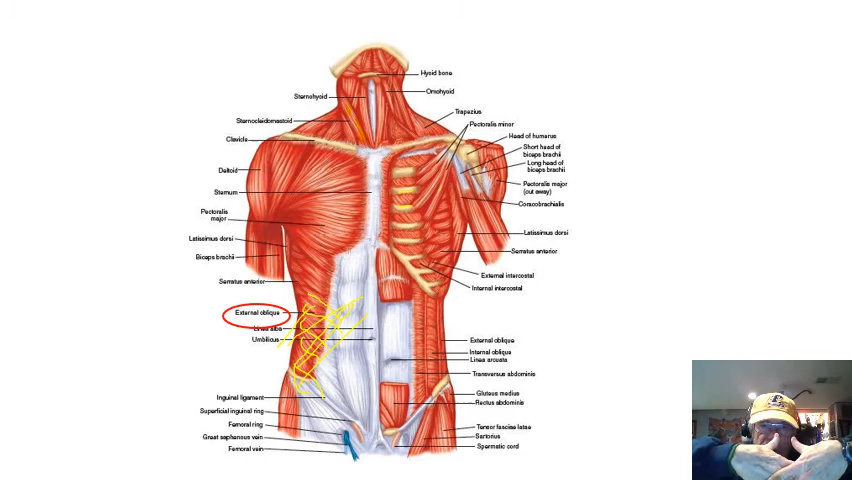 Hyoid bone
Omohyoid
Sternohyoid
Trapezius
Sternocleidomastoid
Pectoralis minor
Clavicle
Head of humerus
Short head of
biceps brachii
Long head of
biceps brachii
Deltoid
Pectoralis major
(cut away)
Sternum
Coracobrachialis
Pectoralis
major
Latissimus dorsi
Latissimus dorsi
Serratus anterior
Biceps brachii
External intercostal
Serratus anterior
Internal intercostal
External oblique
Linea alba
Umbilicus
External oblique
Internal oblique
Linea arcuata
Transversus abdominis
Inguinal ligament
Gluteus medius
Rectus abdominis
Superficial inguinal ring
Femoral ring
Tensor fasciae latae
Great saphenous vein
Sartorius
Femoral vein
Spermatic cord